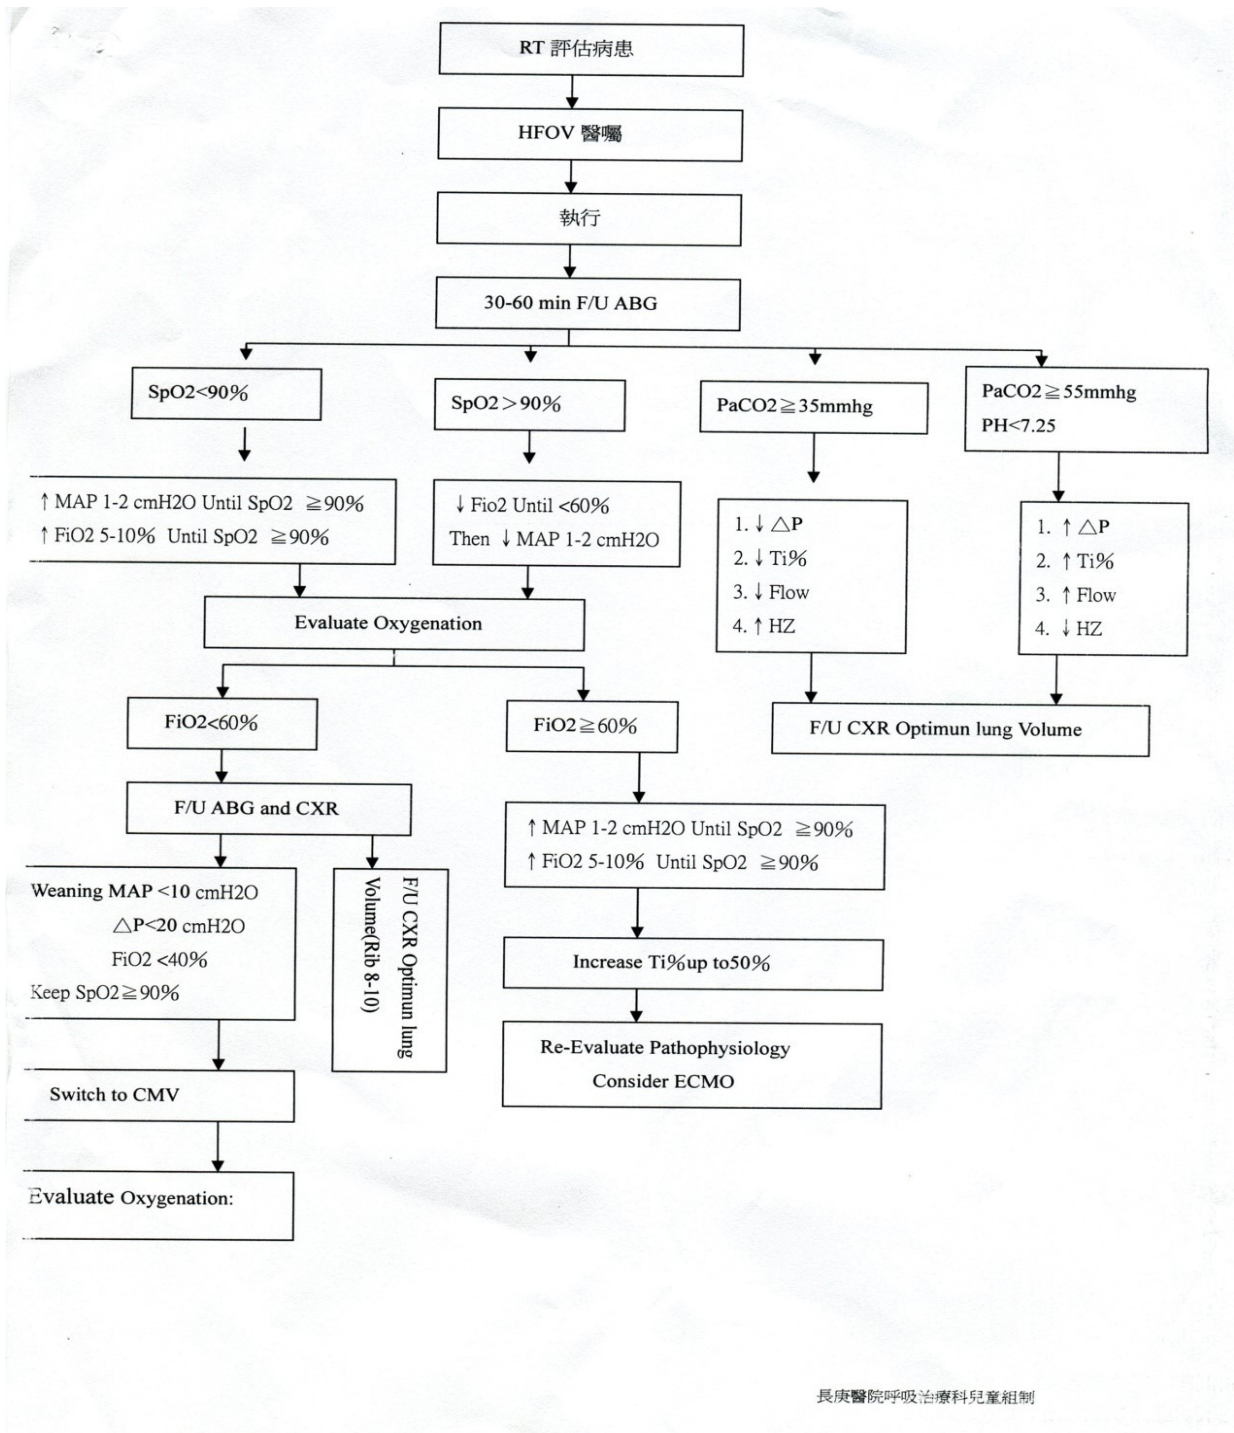 RT 評估病患
HFOV 醫囑
執行
30-60 min F/U ABG
SpO2<90%
SpO2>90%
PaCO2≧35mmhg
PaCO2≧55mmhg
PH<7.25
↑ MAP 1-2 cmH2O Until SpO2 ≧90%
↑ FiO2 5-10% Until SpO2 ≧90%
↓ Fio2 Until <60%
Then ↓ MAP 1-2 cmH2O
1. ↓ △P
2. ↓ Ti%
3. ↓ Flow
4. ↑ HZ
1. ↑ △P
2. ↑ Ti%
3. ↑ Flow
4. ↓ HZ
Evaluate Oxygenation
F/U CXR Optimun lung Volume
FiO2<60%
FiO2≧60%
F/U ABG and CXR
↑ MAP 1-2 cmH2O Until SpO2 ≧90%
↑ FiO2 5-10% Until SpO2 ≧90%
Weaning MAP <10 cmH2O
△P<20 cmH2O
FiO2 <40%
Keep SpO2≧90%
F/U CXR Optimun lung
Volume(Rib 8-10)
Increase Ti%up to50%
Re-Evaluate Pathophysiology
Consider ECMO
Switch to CMV
Evaluate Oxygenation:
長庚醫院呼吸治療科兒童組制